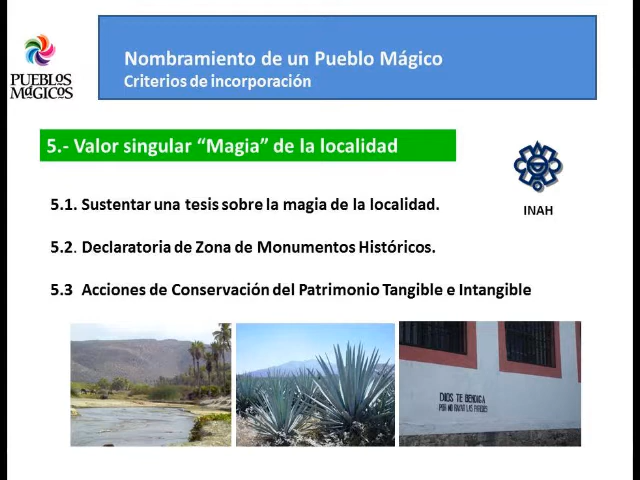 PUEBLOS
MÁGICOS
Nombramiento de un Pueblo Mágico
Criterios de incorporación
5.- Valor singular “Magia” de la localidad
INAH
5.1. Sustentar una tesis sobre la magia de la localidad.
5.2. Declaratoria de Zona de Monumentos Históricos.
5.3 Acciones de Conservación del Patrimonio Tangible e Intangible
DIOS TE BENDIGA
POR NO RAYAR LAS PAREDES